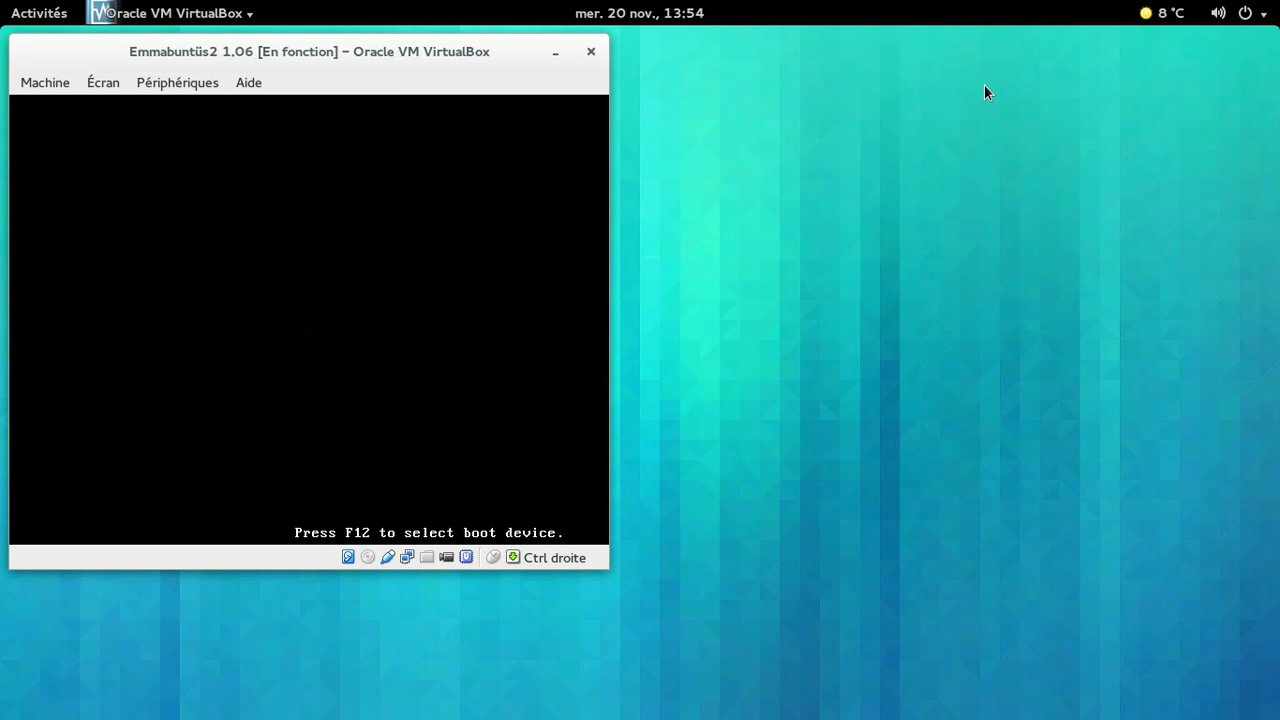 Activités
Oracle VM VirtualBox
mer. 20 nov., 13:54
8 °C
Emmabuntüs2 1.06 [En fonction] – Oracle VM VirtualBox
Machine Écran Périphériques Aide
Press F12 to select boot device.
Ctrl droite